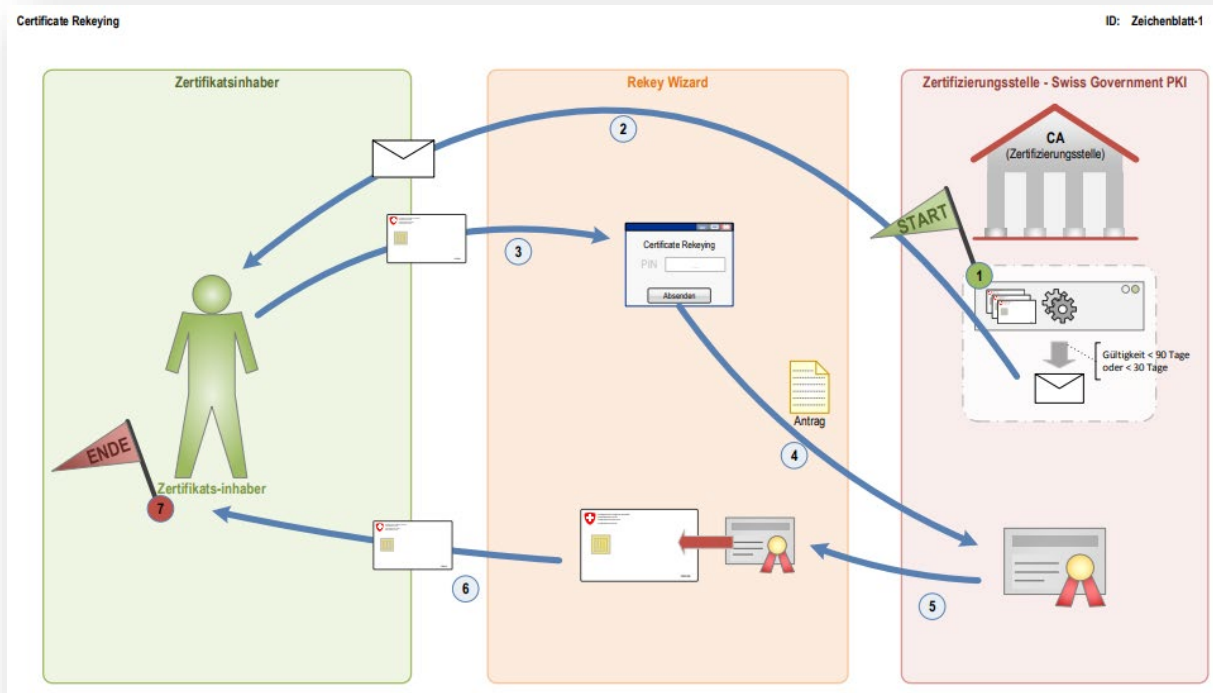 Certificate Rekeying
ID: Zeichenblatt-1
Zertifikatsinhaber
Rekey Wizard
Zertifizierungsstelle - Swiss Government PKI
2
CA
(Zertifizierungsstelle)
START
3
Certificate Rekeying
PIN
Absenden
1
Gültigkeit < 90 Tage
oder < 30 Tage
Antrag
4
ENDE
Zertifikats-inhaber
7
6
5